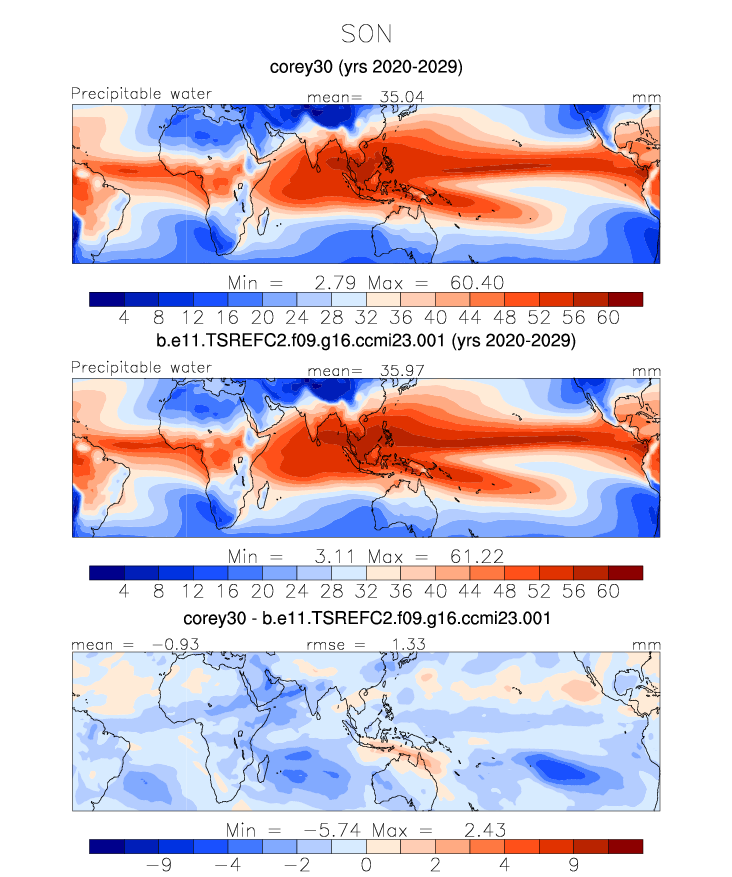 SON
corey30 (yrs 2020-2029)
Precipitable water mean= 35.04 mm
Min = 2.79 Max = 60.40
4 8 12 16 20 24 28 32 36 40 44 48 52 56 60
b.e11.TSREFC2.f09.g16.ccmi23.001 (yrs 2020-2029)
Precipitable water mean= 35.97 mm
Min = 3.11 Max = 61.22
4 8 12 16 20 24 28 32 36 40 44 48 52 56 60
corey30 - b.e11.TSREFC2.f09.g16.ccmi23.001
mean = -0.93 rmse = 1.33 mm
Min = -5.74 Max = 2.43
-9 -4 -2 0 2 4 9